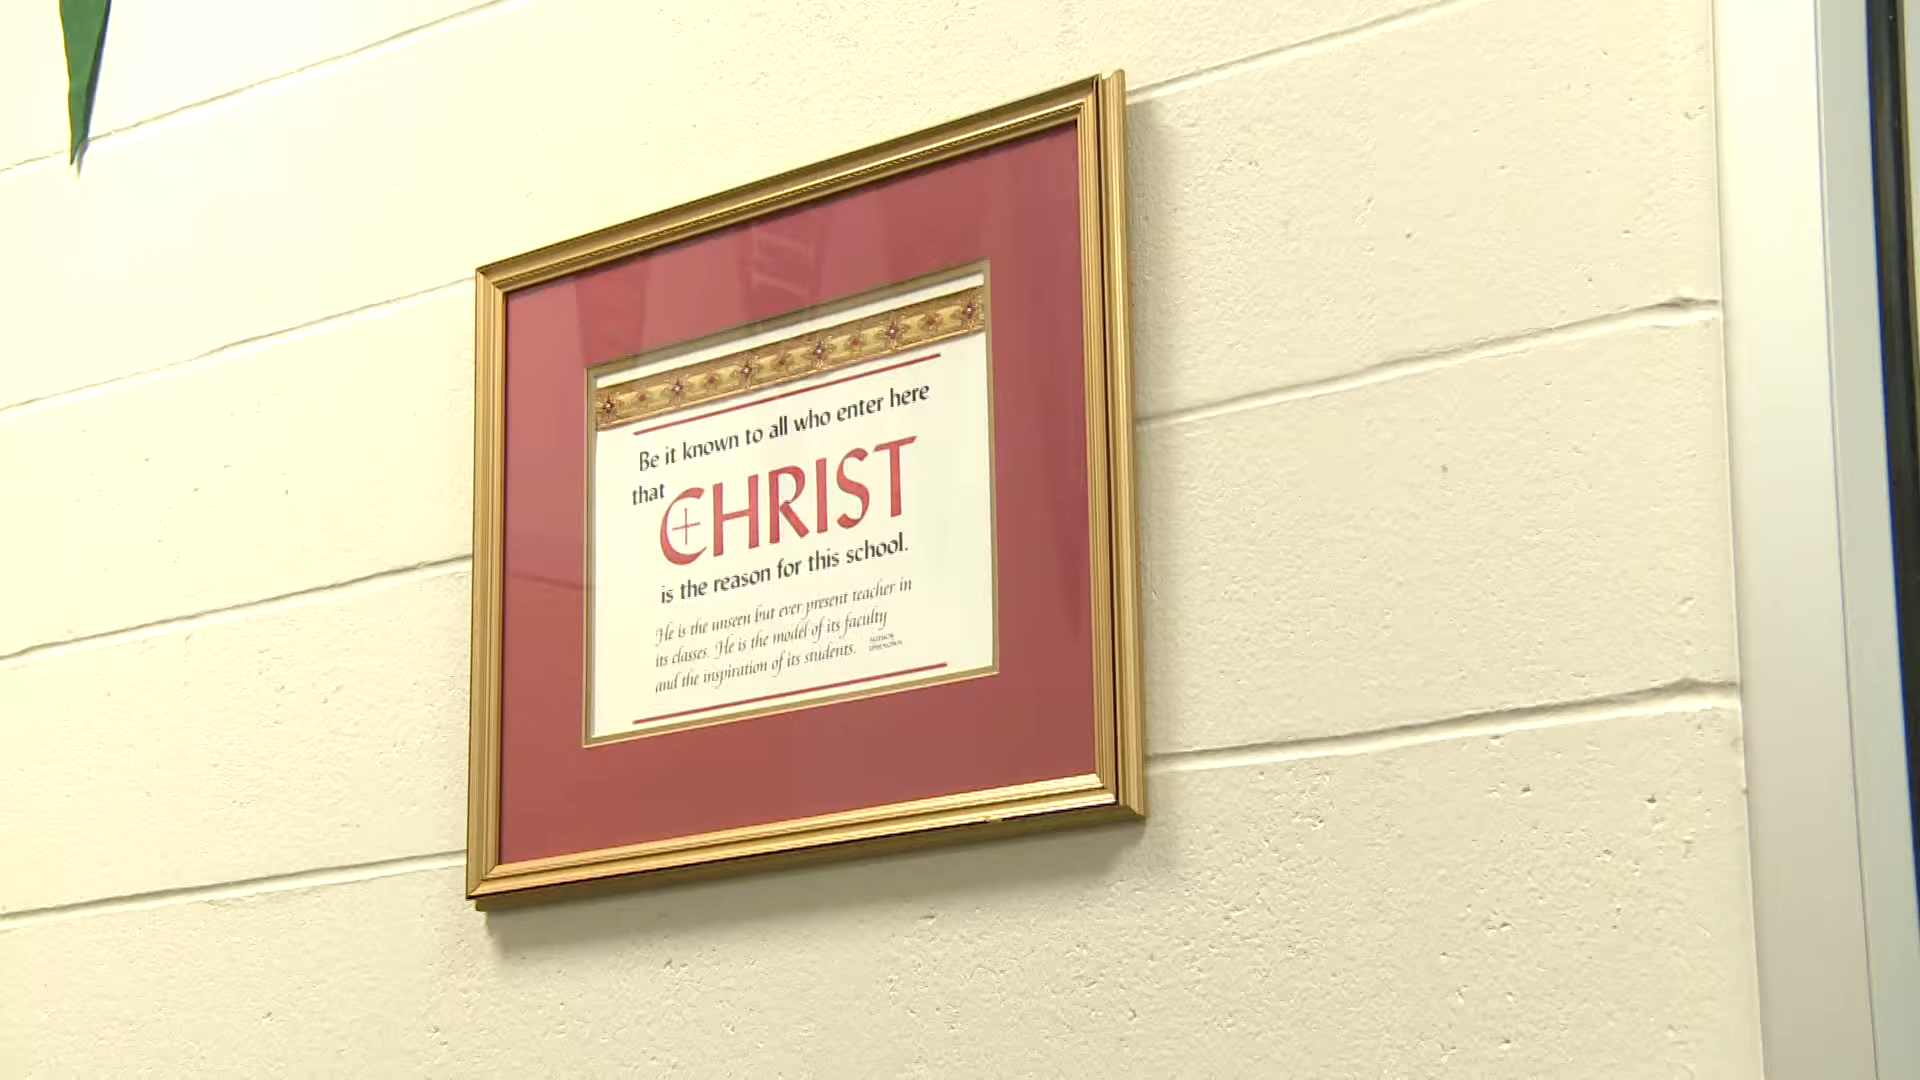 Be it known to all who enter here
that CHRIST
is the reason for this school.
He is the unseen but ever present teacher in
its classes. He is the model of its faculty
and the inspiration of its students.
AUTHOR
UNKNOWN